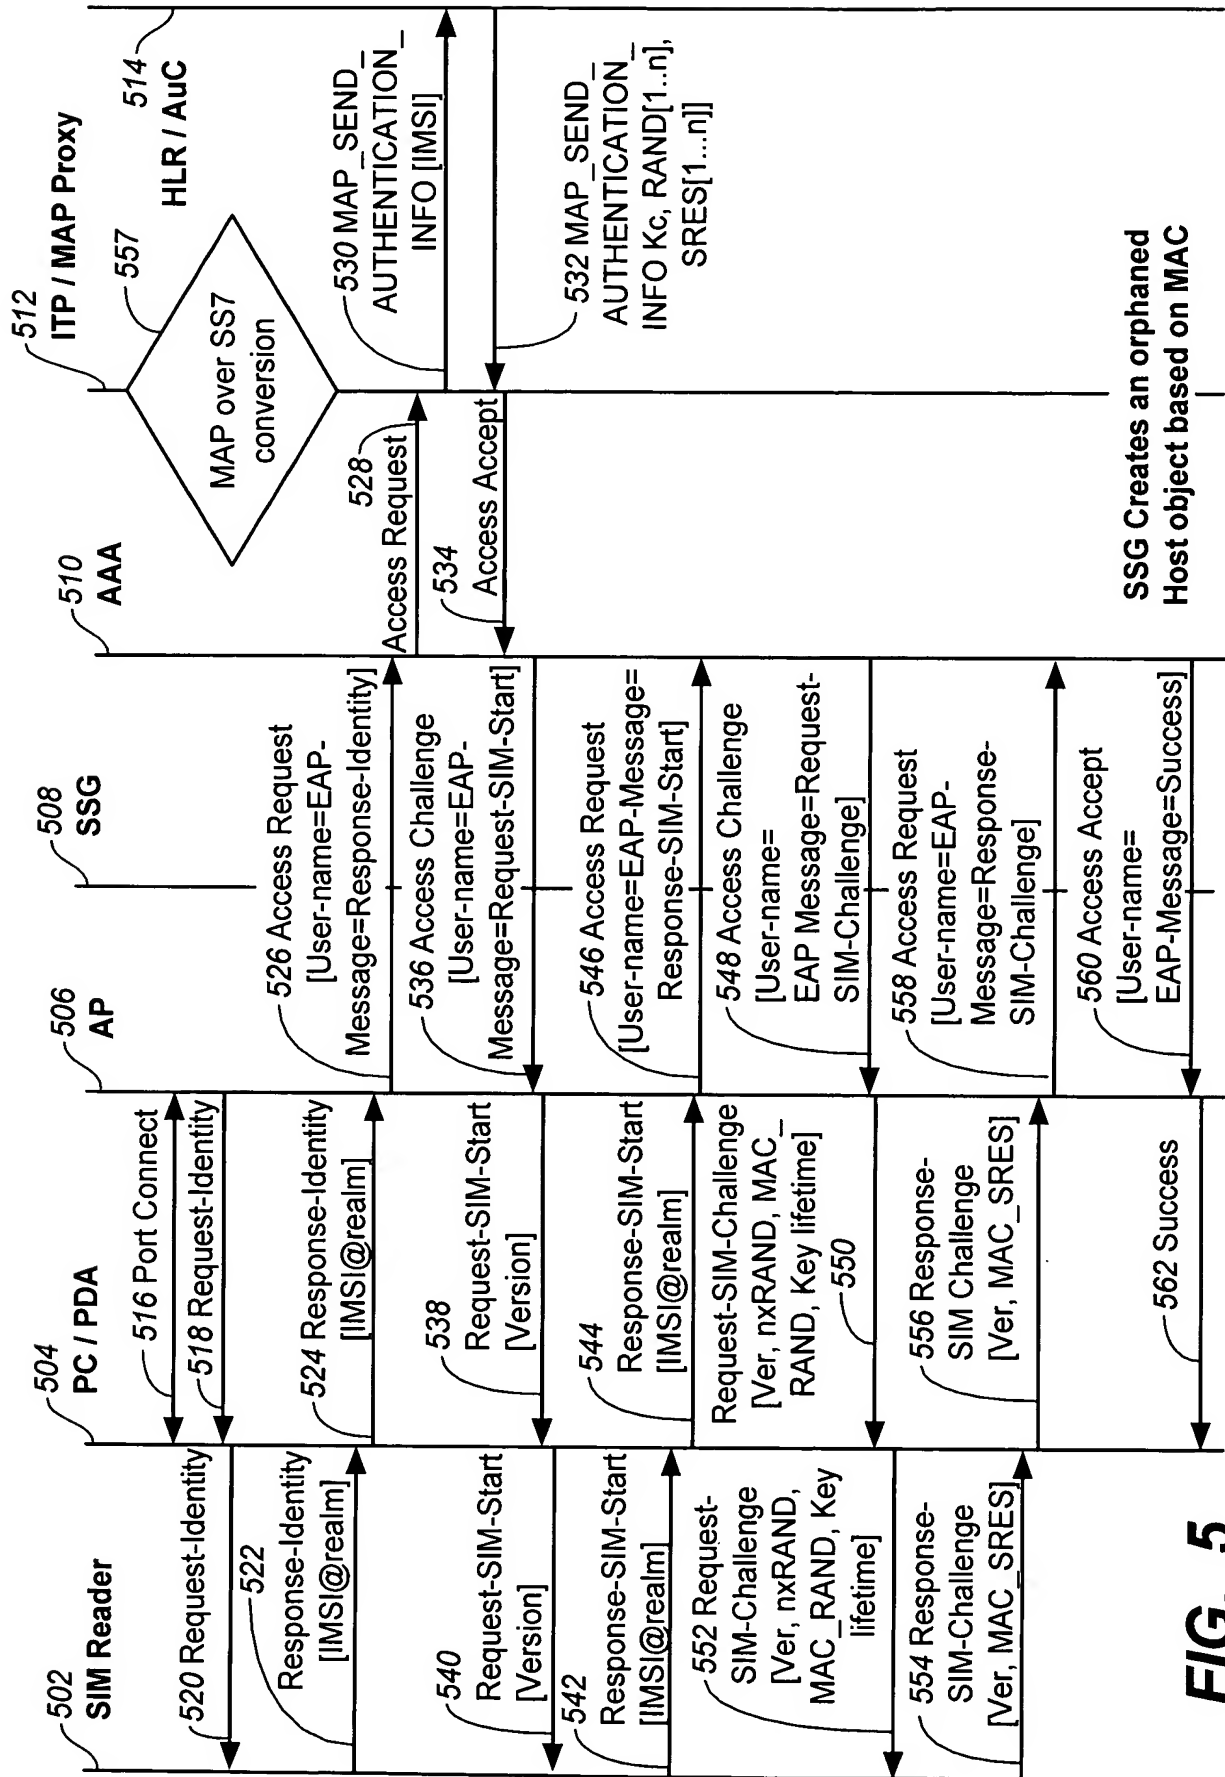 502
SIM Reader
504
PC / PDA
506
AP
508
SSG
510
AAA
512
ITP / MAP Proxy
514
HLR / AuC
557
MAP over SS7
conversion
516 Port Connect
518 Request-Identity
520 Request-Identity
522
Response-Identity
[IMSI@realm]
524 Response-Identity
[IMSI@realm]
526 Access Request
[User-name=EAP-
Message=Response-Identity]
528
Access Request
530 MAP_SEND_
AUTHENTICATION_
INFO [IMSI]
532 MAP_SEND_
AUTHENTICATION_
INFO Kc, RAND[1..n],
SRES[1...n]]
534
Access Accept
536 Access Challenge
[User-name=EAP-
Message=Request-SIM-Start]
538
Request-SIM-Start
[Version]
540
Request-SIM-Start
[Version]
542
Response-SIM-Start
[IMSI@realm]
544
Response-SIM-Start
[IMSI@realm]
546 Access Request
[User-name=EAP-Message=
Response-SIM-Start]
548 Access Challenge
[User-name=
EAP Message=Request-
SIM-Challenge]
Request-SIM-Challenge
[Ver, nxRAND, MAC_
RAND, Key lifetime]
550
552 Request-
SIM-Challenge
[Ver, nxRAND,
MAC_RAND, Key
lifetime]
554 Response-
SIM-Challenge
[Ver, MAC_SRES]
556 Response-
SIM Challenge
[Ver, MAC_SRES]
558 Access Request
[User-name=EAP-
Message=Response-
SIM-Challenge]
560 Access Accept
[User-name=
EAP-Message=Success]
562 Success
SSG Creates an orphaned
Host object based on MAC
FIG. 5